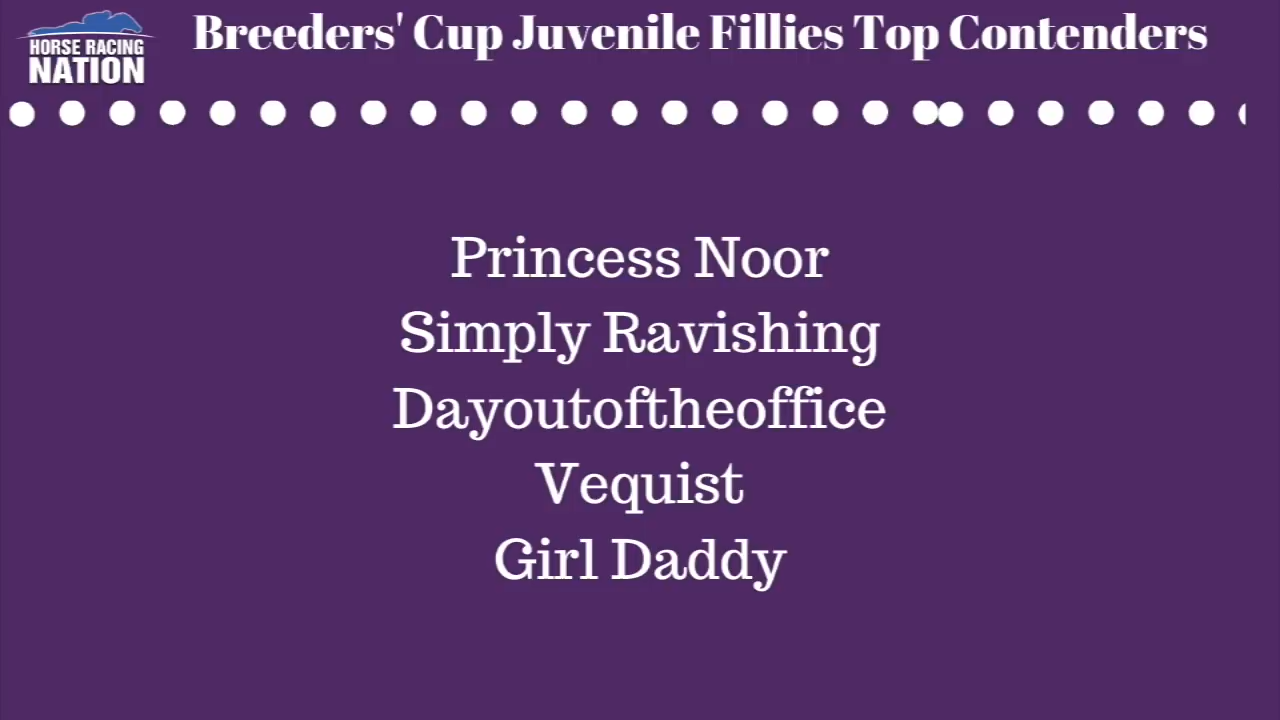 HORSE RACING
NATION
Breeders' Cup Juvenile Fillies Top Contenders
Princess Noor
Simply Ravishing
Dayoutoftheoffice
Vequist
Girl Daddy